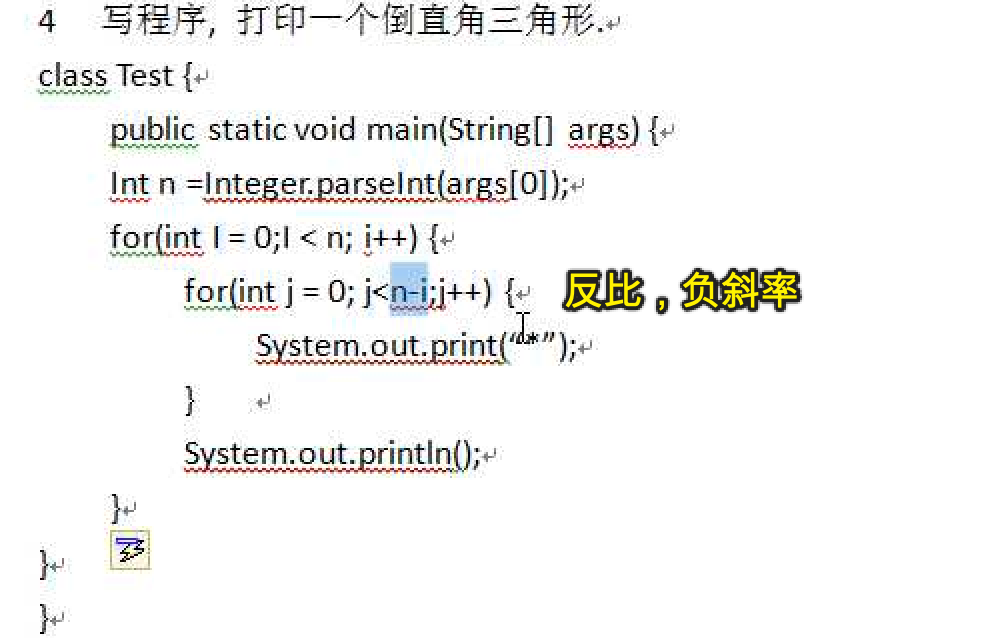 4 写程序, 打印一个倒直角三角形.
class Test {
public static void main(String[] args) {
Int n =Integer.parseInt(args[0]);
for(int I = 0;I < n; i++) {
for(int j = 0; j<n-i;j++) { 反比，负斜率
System.out.print(“*”);
}
System.out.println();
}
}
}